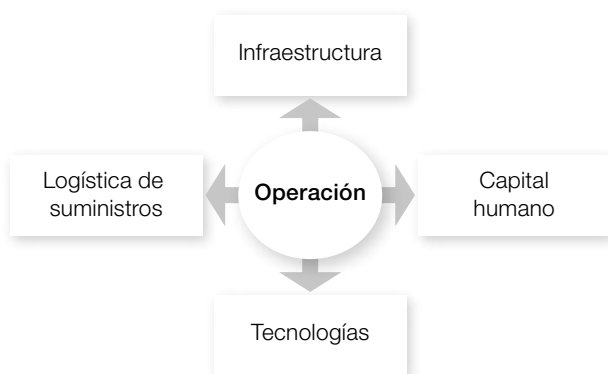 Infraestructura
Logística de
suministros
Operación
Capital
humano
Tecnologías